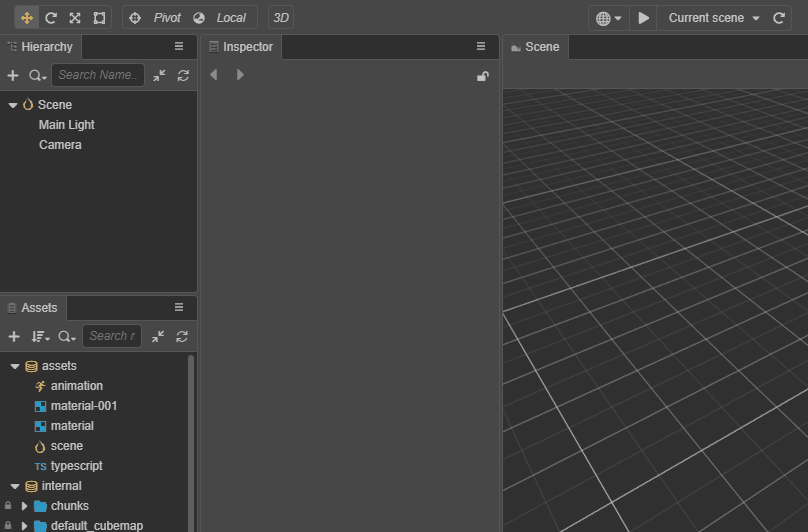 Pivot Local 3D Current scene
Hierarchy Inspector Scene
Search Name..
Scene
Main Light
Camera
Assets
Search r
assets
animation
material-001
material
scene
TS typescript
internal
chunks
default_cubemap